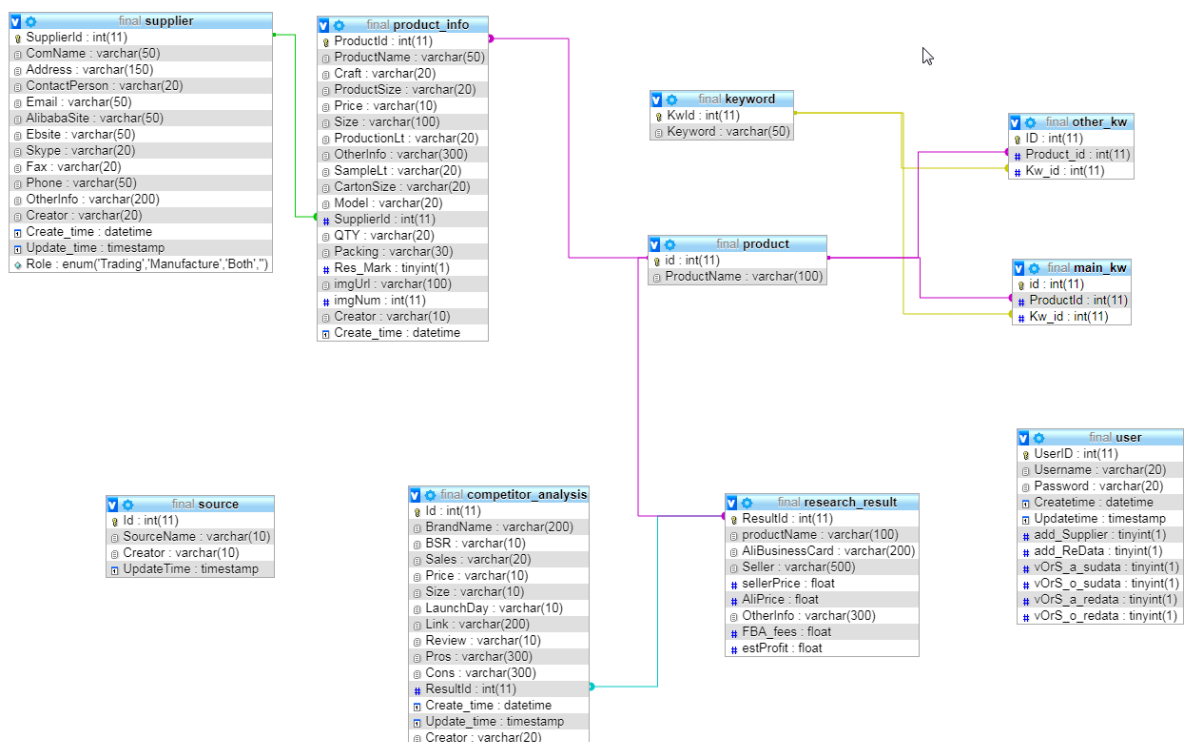 final supplier
SupplierId : int(11)
ComName : varchar(50)
Address : varchar(150)
ContactPerson : varchar(20)
Email : varchar(50)
AlibabaSite : varchar(50)
Ebsite : varchar(50)
Skype : varchar(20)
Fax : varchar(20)
Phone : varchar(50)
OtherInfo : varchar(200)
Creator : varchar(20)
Create_time : datetime
Update_time : timestamp
Role : enum('Trading','Manufacture','Both','')
final product_info
ProductId : int(11)
ProductName : varchar(50)
Craft : varchar(20)
ProductSize : varchar(20)
Price : varchar(10)
Size : varchar(100)
ProductionLt : varchar(20)
OtherInfo : varchar(300)
SampleLt : varchar(20)
CartonSize : varchar(20)
Model : varchar(20)
SupplierId : int(11)
QTY : varchar(20)
Packing : varchar(30)
Res_Mark : tinyint(1)
imgUrl : varchar(100)
imgNum : int(11)
Creator : varchar(10)
Create_time : datetime
final keyword
KwId : int(11)
Keyword : varchar(50)
final other_kw
ID : int(11)
Product_id : int(11)
Kw_id : int(11)
final product
id : int(11)
ProductName : varchar(100)
final main_kw
id : int(11)
ProductId : int(11)
Kw_id : int(11)
final source
Id : int(11)
SourceName : varchar(10)
Creator : varchar(10)
UpdateTime : timestamp
final competitor_analysis
Id : int(11)
BrandName : varchar(200)
BSR : varchar(10)
Sales : varchar(20)
Price : varchar(10)
Size : varchar(10)
LaunchDay : varchar(10)
Link : varchar(200)
Review : varchar(10)
Pros : varchar(300)
Cons : varchar(300)
ResultId : int(11)
Create_time : datetime
Update_time : timestamp
Creator : varchar(20)
final research_result
ResultId : int(11)
productName : varchar(100)
AliBusinessCard : varchar(200)
Seller : varchar(500)
sellerPrice : float
AliPrice : float
OtherInfo : varchar(300)
FBA_fees : float
estProfit : float
final user
UserID : int(11)
Username : varchar(20)
Password : varchar(20)
Createtime : datetime
Updatetime : timestamp
add_Supplier : tinyint(1)
add_ReData : tinyint(1)
vOrS_a_sudata : tinyint(1)
vOrS_o_sudata : tinyint(1)
vOrS_a_redata : tinyint(1)
vOrS_o_redata : tinyint(1)